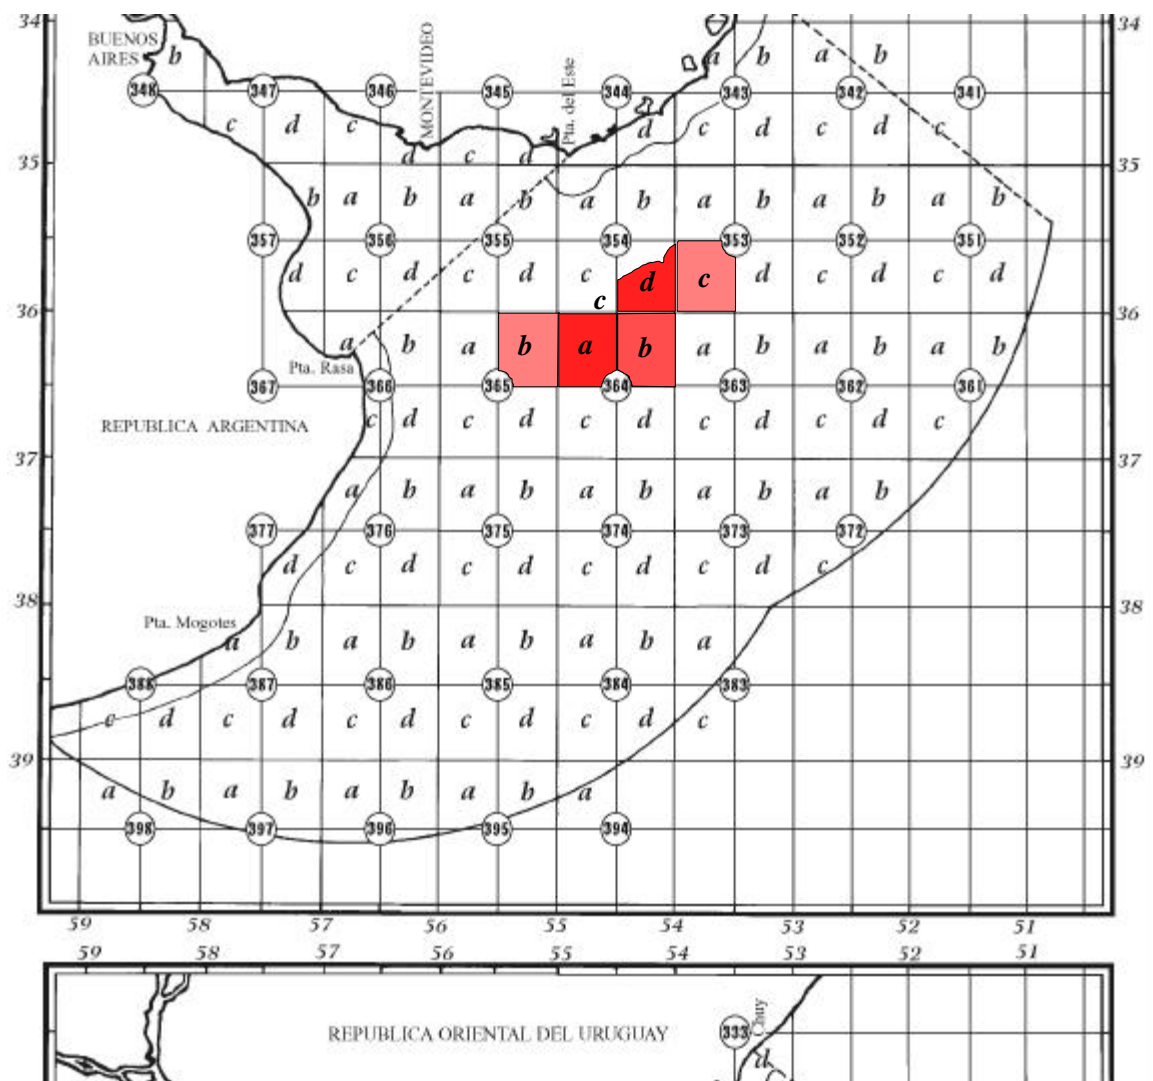 34 MONTEVIDEO 34
BUENOS
AIRES b Pta. del Este a b a b
348 347 346 345 344 343 342 341
c d c d c d c d c
d c d
35 35
b a b a b a b a b a b a b
357 356 355 354 353 352 351
d c d c d c d c d c d c d
c
36 36
a b a b a b a b a b a b
Pta. Rasa
367 366 365 364 363 362 361
REPUBLICA ARGENTINA c d c d c d c d c d c
37 37
a b a b a b a b a b
377 376 375 374 373 372
d c d c d c d c d c
38 38
Pta. Mogotes
a b a b a b a b a
388 387 386 385 384 383
c d c d c d c d c d c
39 39
a b a b a b a b a
398 397 396 395 394
59 58 57 56 55 54 53 52 51
59 58 57 56 55 54 53 52 51
REPUBLICA ORIENTAL DEL URUGUAY 333 Chuy
d